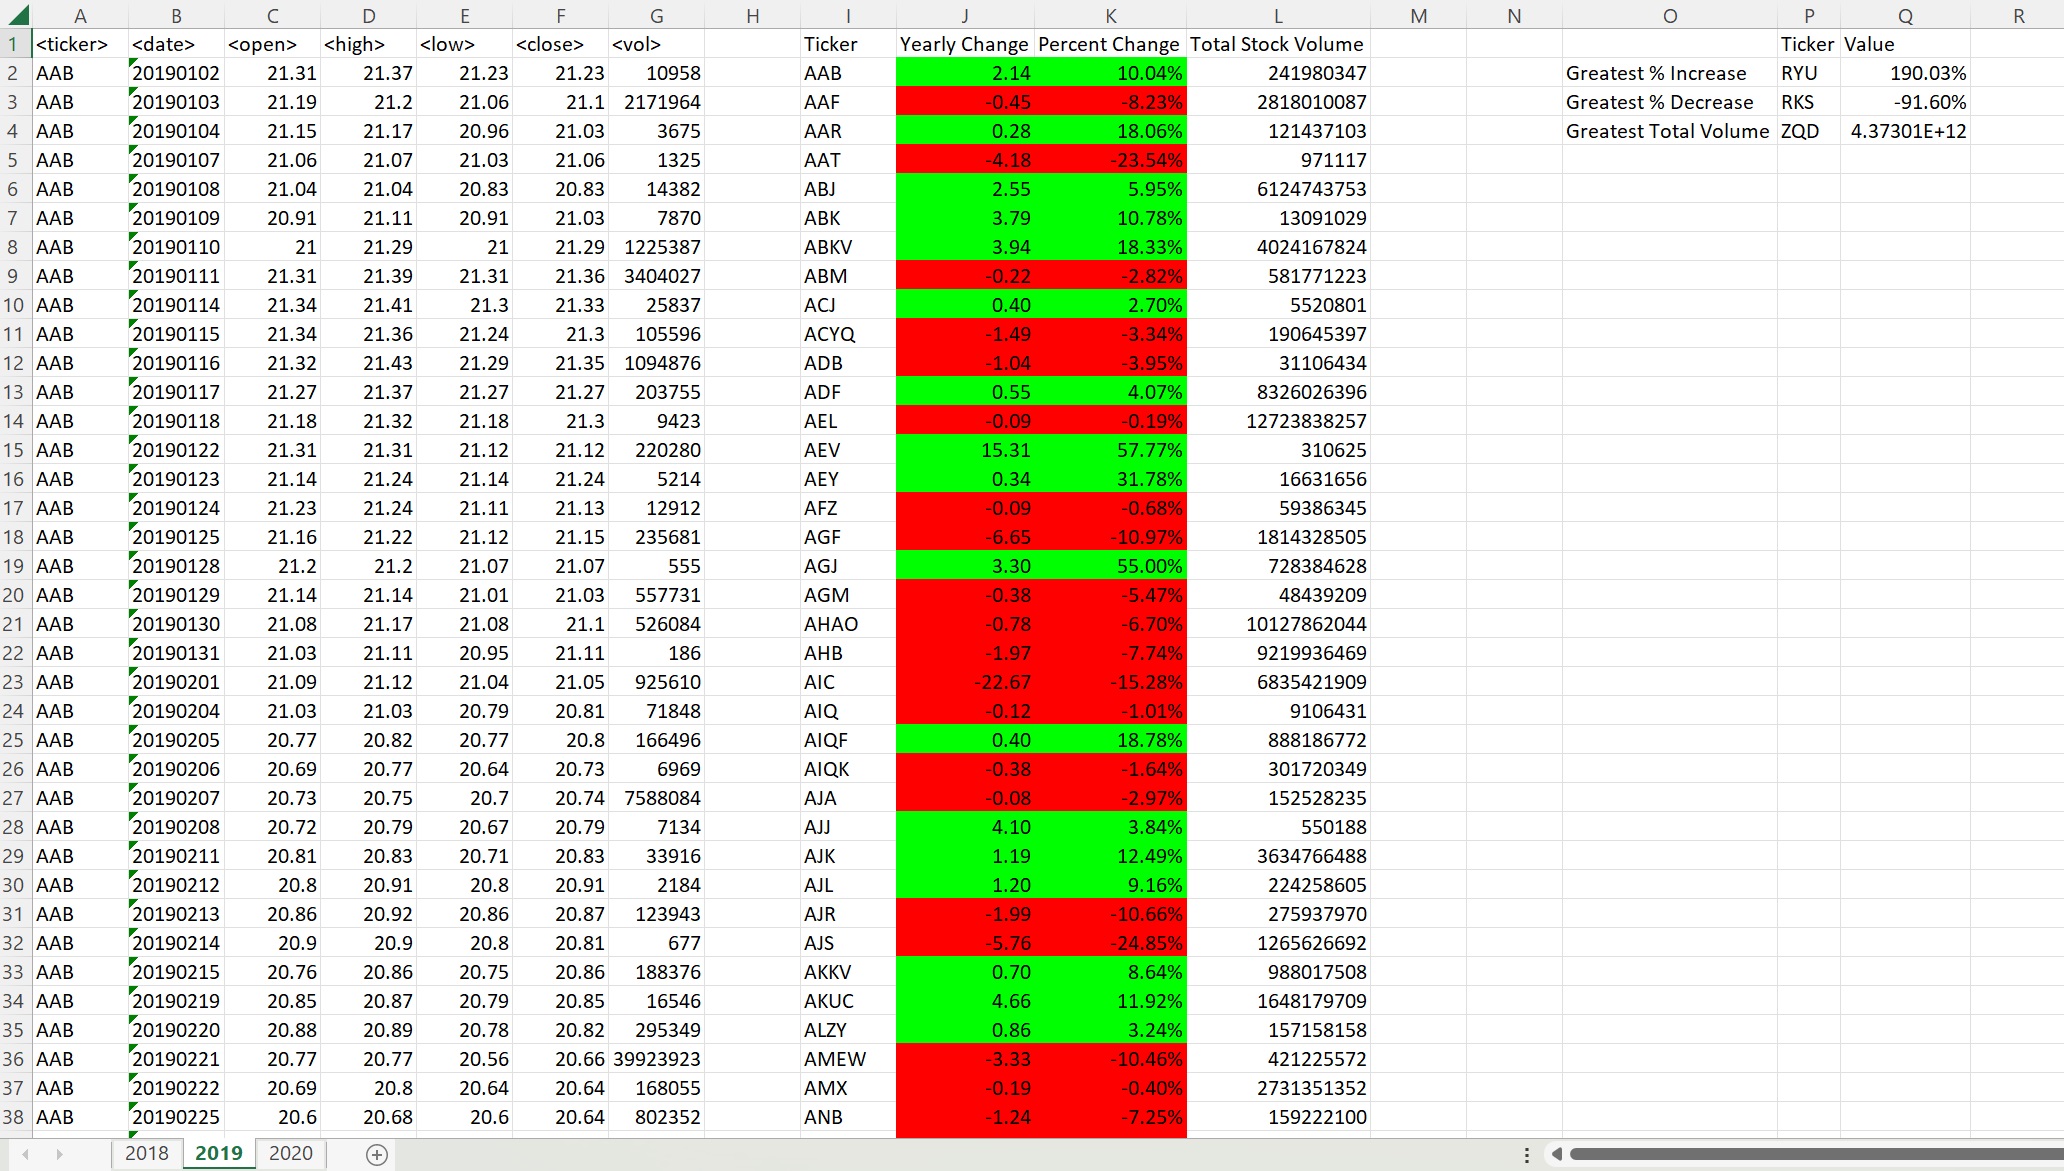 A B C D E F G H I J K L M N O P Q R
1 <ticker> <date> <open> <high> <low> <close> <vol> Ticker Yearly Change Percent Change Total Stock Volume Ticker Value
2 AAB 20190102 21.31 21.37 21.23 21.23 10958 AAB 2.14 10.04% 241980347 Greatest % Increase RYU 190.03%
3 AAB 20190103 21.19 21.2 21.06 21.1 2171964 AAF -0.45 -8.23% 2818010087 Greatest % Decrease RKS -91.60%
4 AAB 20190104 21.15 21.17 20.96 21.03 3675 AAR 0.28 18.06% 121437103 Greatest Total Volume ZQD 4.37301E+12
5 AAB 20190107 21.06 21.07 21.03 21.06 1325 AAT -4.18 -23.54% 971117
6 AAB 20190108 21.04 21.04 20.83 20.83 14382 ABJ 2.55 5.95% 6124743753
7 AAB 20190109 20.91 21.11 20.91 21.03 7870 ABK 3.79 10.78% 13091029
8 AAB 20190110 21 21.29 21 21.29 1225387 ABKV 3.94 18.33% 4024167824
9 AAB 20190111 21.31 21.39 21.31 21.36 3404027 ABM -0.22 -2.82% 581771223
10 AAB 20190114 21.34 21.41 21.3 21.33 25837 ACJ 0.40 2.70% 5520801
11 AAB 20190115 21.34 21.36 21.24 21.3 105596 ACYQ -1.49 -3.34% 190645397
12 AAB 20190116 21.32 21.43 21.29 21.35 1094876 ADB -1.04 -3.95% 31106434
13 AAB 20190117 21.27 21.37 21.27 21.27 203755 ADF 0.55 4.07% 8326026396
14 AAB 20190118 21.18 21.32 21.18 21.3 9423 AEL -0.09 -0.19% 12723838257
15 AAB 20190122 21.31 21.31 21.12 21.12 220280 AEV 15.31 57.77% 310625
16 AAB 20190123 21.14 21.24 21.14 21.24 5214 AEY 0.34 31.78% 16631656
17 AAB 20190124 21.23 21.24 21.11 21.13 12912 AFZ -0.09 -0.68% 59386345
18 AAB 20190125 21.16 21.22 21.12 21.15 235681 AGF -6.65 -10.97% 1814328505
19 AAB 20190128 21.2 21.2 21.07 21.07 555 AGJ 3.30 55.00% 728384628
20 AAB 20190129 21.14 21.14 21.01 21.03 557731 AGM -0.38 -5.47% 48439209
21 AAB 20190130 21.08 21.17 21.08 21.1 526084 AHAO -0.78 -6.70% 10127862044
22 AAB 20190131 21.03 21.11 20.95 21.11 186 AHB -1.97 -7.74% 9219936469
23 AAB 20190201 21.09 21.12 21.04 21.05 925610 AIC -22.67 -15.28% 6835421909
24 AAB 20190204 21.03 21.03 20.79 20.81 71848 AIQ -0.12 -1.01% 9106431
25 AAB 20190205 20.77 20.82 20.77 20.8 166496 AIQF 0.40 18.78% 888186772
26 AAB 20190206 20.69 20.77 20.64 20.73 6969 AIQK -0.38 -1.64% 301720349
27 AAB 20190207 20.73 20.75 20.7 20.74 7588084 AJA -0.08 -2.97% 152528235
28 AAB 20190208 20.72 20.79 20.67 20.79 7134 AJJ 4.10 3.84% 550188
29 AAB 20190211 20.81 20.83 20.71 20.83 33916 AJK 1.19 12.49% 3634766488
30 AAB 20190212 20.8 20.91 20.8 20.91 2184 AJL 1.20 9.16% 224258605
31 AAB 20190213 20.86 20.92 20.86 20.87 123943 AJR -1.99 -10.66% 275937970
32 AAB 20190214 20.9 20.9 20.8 20.81 677 AJS -5.76 -24.85% 1265626692
33 AAB 20190215 20.76 20.86 20.75 20.86 188376 AKKV 0.70 8.64% 988017508
34 AAB 20190219 20.85 20.87 20.79 20.85 16546 AKUC 4.66 11.92% 1648179709
35 AAB 20190220 20.88 20.89 20.78 20.82 295349 ALZY 0.86 3.24% 157158158
36 AAB 20190221 20.77 20.77 20.56 20.66 39923923 AMEW -3.33 -10.46% 421225572
37 AAB 20190222 20.69 20.8 20.64 20.64 168055 AMX -0.19 -0.40% 2731351352
38 AAB 20190225 20.6 20.68 20.6 20.64 802352 ANB -1.24 -7.25% 159222100
2018 2019 2020